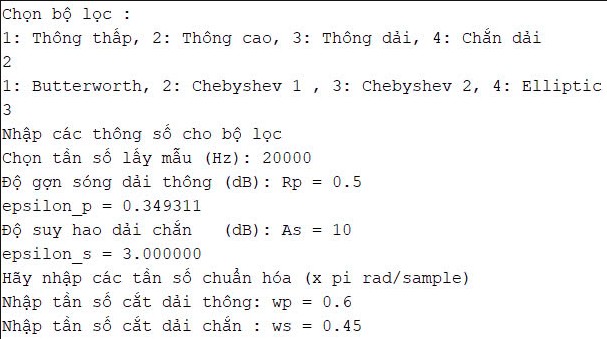 Chọn bộ lọc :
1: Thông thấp, 2: Thông cao, 3: Thông dải, 4: Chắn dải
2
1: Butterworth, 2: Chebyshev 1 , 3: Chebyshev 2, 4: Elliptic
3
Nhập các thông số cho bộ lọc
Chọn tần số lấy mẫu (Hz): 20000
Độ gợn sóng dải thông (dB): Rp = 0.5
epsilon_p = 0.349311
Độ suy hao dải chắn   (dB): As = 10
epsilon_s = 3.000000
Hãy nhập các tần số chuẩn hóa (x pi rad/sample)
Nhập tần số cắt dải thông: wp = 0.6
Nhập tần số cắt dải chắn : ws = 0.45